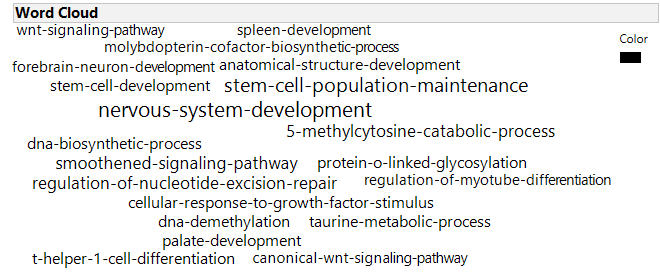 Word Cloud
wnt-signaling-pathway spleen-development
Color
molybdopterin-cofactor-biosynthetic-process
forebrain-neuron-development anatomical-structure-development
stem-cell-development stem-cell-population-maintenance
nervous-system-development
5-methylcytosine-catabolic-process
dna-biosynthetic-process
smoothened-signaling-pathway protein-o-linked-glycosylation
regulation-of-nucleotide-excision-repair regulation-of-myotube-differentiation
cellular-response-to-growth-factor-stimulus
dna-demethylation taurine-metabolic-process
palate-development
t-helper-1-cell-differentiation canonical-wnt-signaling-pathway